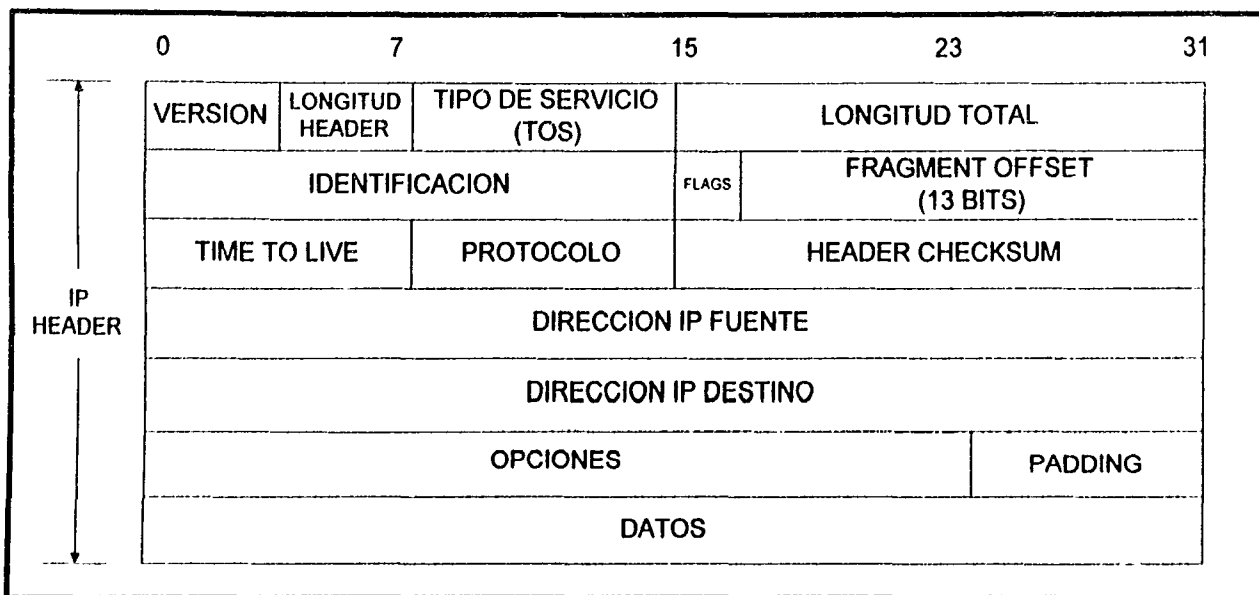 0 7 15 23 31
VERSION LONGITUD HEADER TIPO DE SERVICIO (TOS) LONGITUD TOTAL
IDENTIFICACION FLAGS FRAGMENT OFFSET (13 BITS)
TIME TO LIVE PROTOCOLO HEADER CHECKSUM
IP HEADER
DIRECCION IP FUENTE
DIRECCION IP DESTINO
OPCIONES PADDING
DATOS